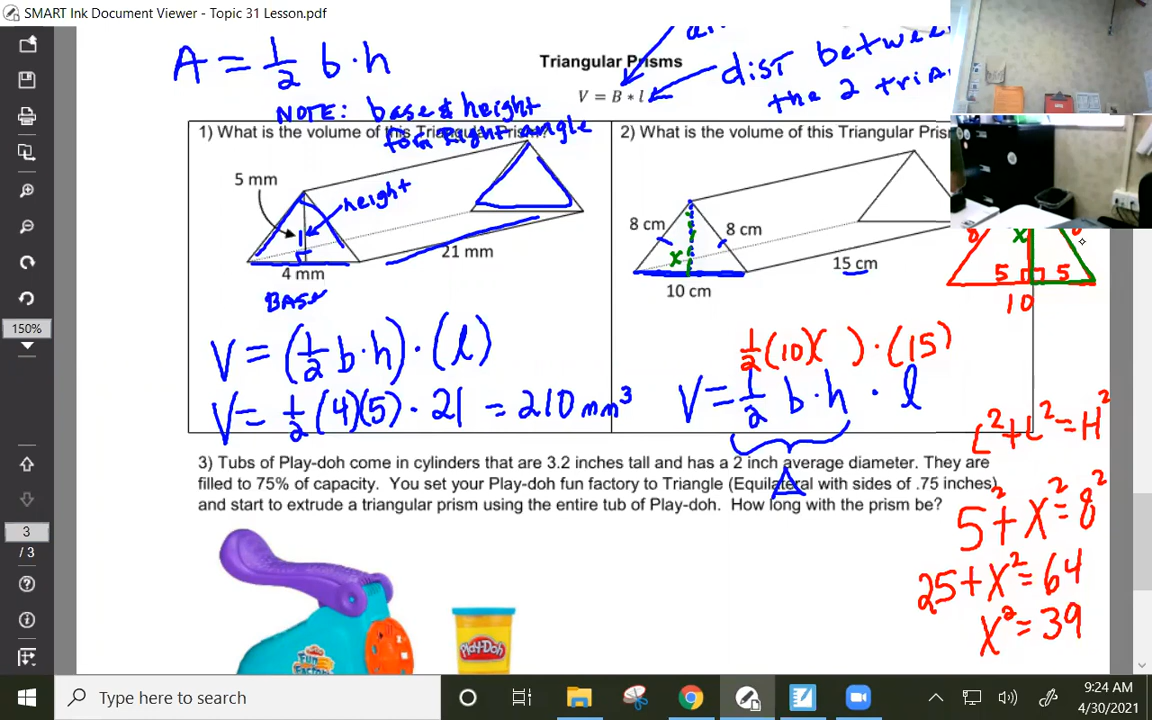 SMART Ink Document Viewer - Topic 31 Lesson.pdf
A = 1/2 b·h
Triangular Prisms
V = B * l
dist between
the 2 tria
NOTE: base & height
form Right angle
1) What is the volume of this Triangular Prism?
5 mm
height
21 mm
4 mm
BASE
V = (1/2 b·h) · (l)
V = 1/2 (4)(5) · 21 = 210 mm³
2) What is the volume of this Triangular Pris
8 cm
8 cm
x
15 cm
10 cm
x
5
5
10
1/2 (10)( ) · (15)
V = 1/2 b·h · l
L² + L² = H²
5² + x² = 8²
25 + x² = 64
x² = 39
3) Tubs of Play-doh come in cylinders that are 3.2 inches tall and has a 2 inch average diameter. They are
filled to 75% of capacity. You set your Play-doh fun factory to Triangle (Equilateral with sides of .75 inches)
and start to extrude a triangular prism using the entire tub of Play-doh. How long with the prism be?
Fun
Factory
Play-Doh
150%
3
/ 3
Type here to search
9:24 AM
4/30/2021